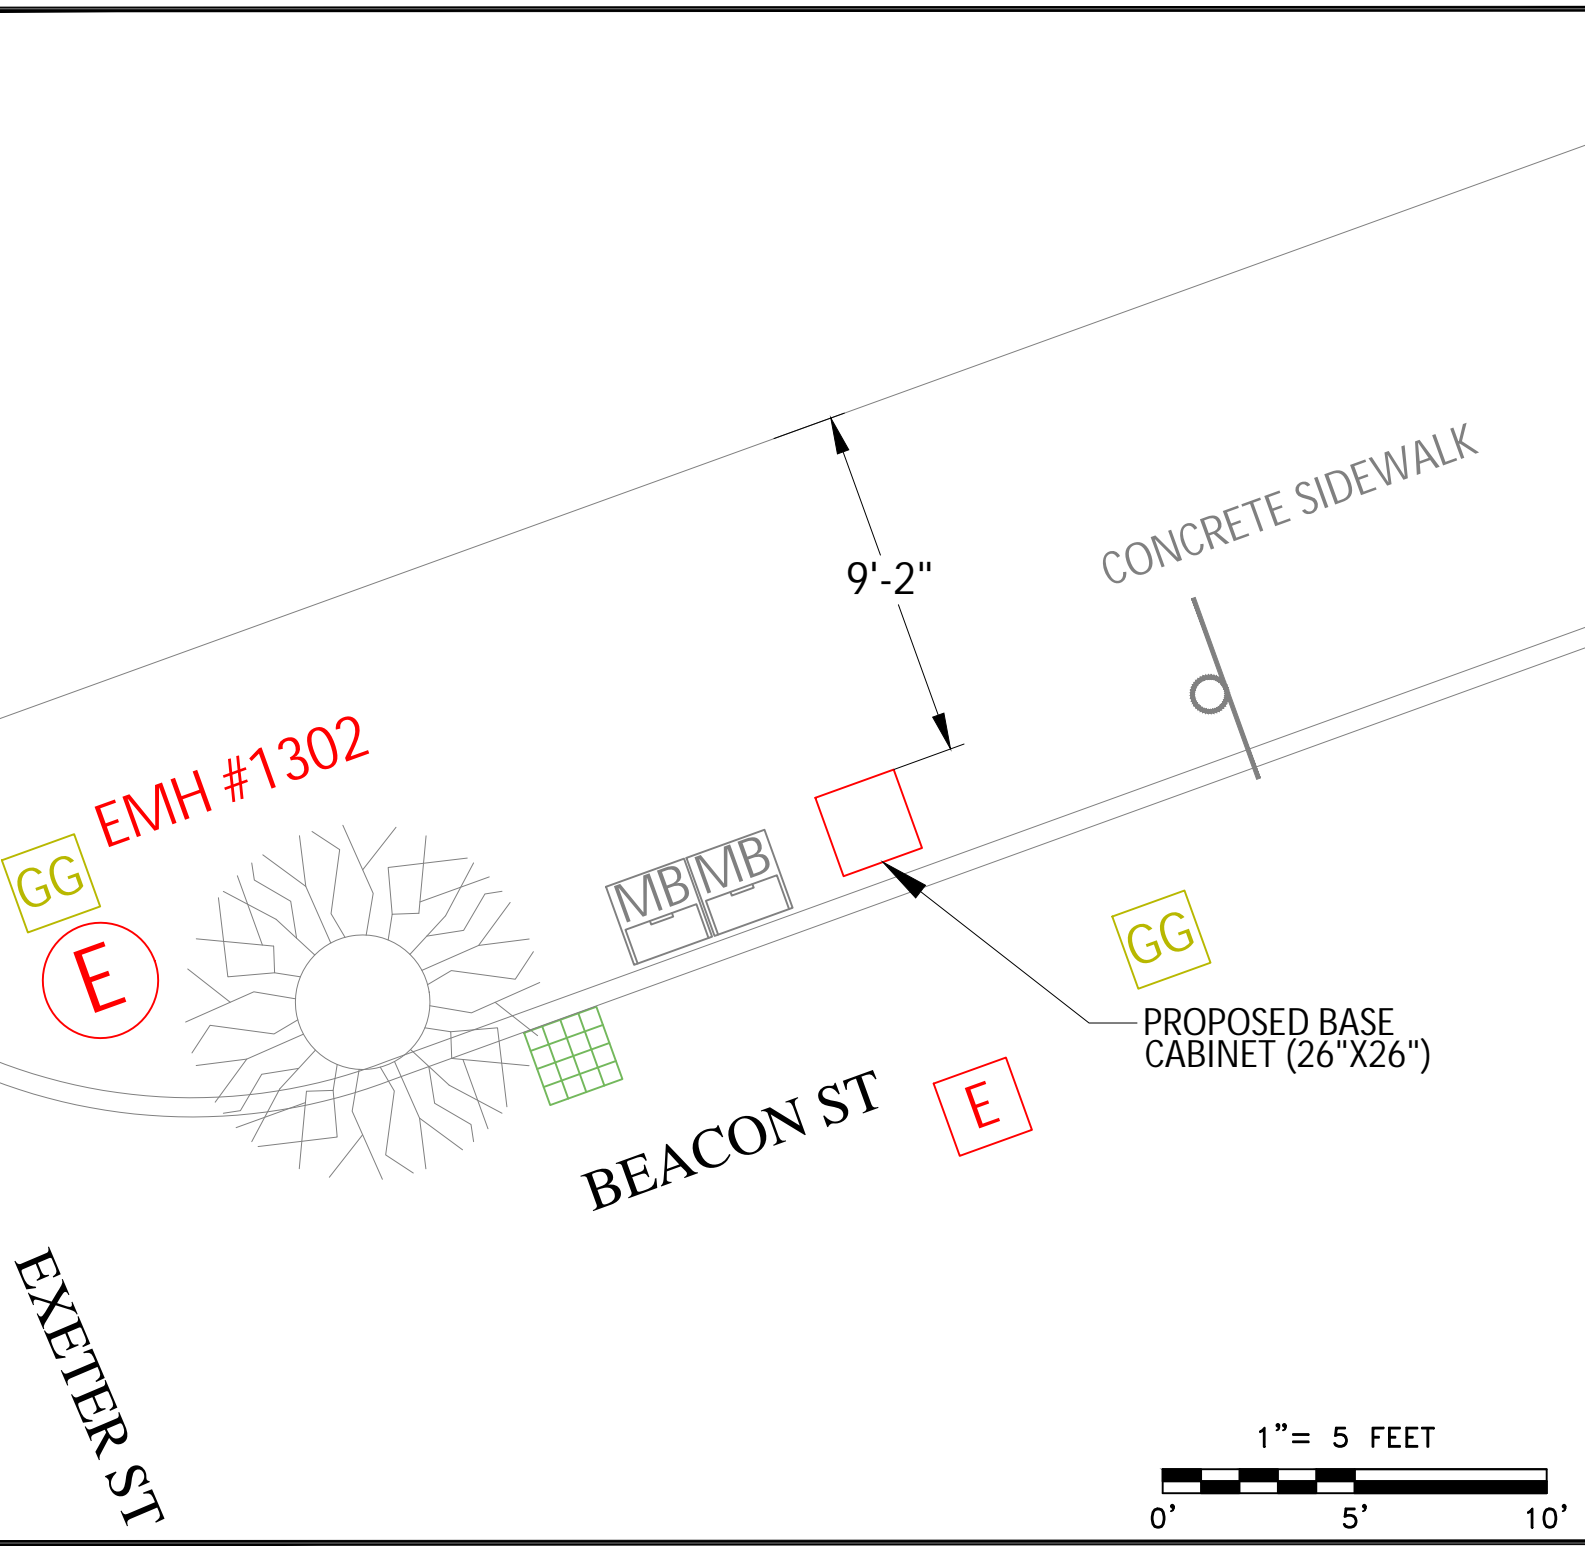 CONCRETE SIDEWALK
9'-2"
EMH #1302
GG
E
MB
MB
GG
PROPOSED BASE
CABINET (26"X26")
E
BEACON ST
EXETER ST
1”= 5 FEET
0’ 5’ 10’